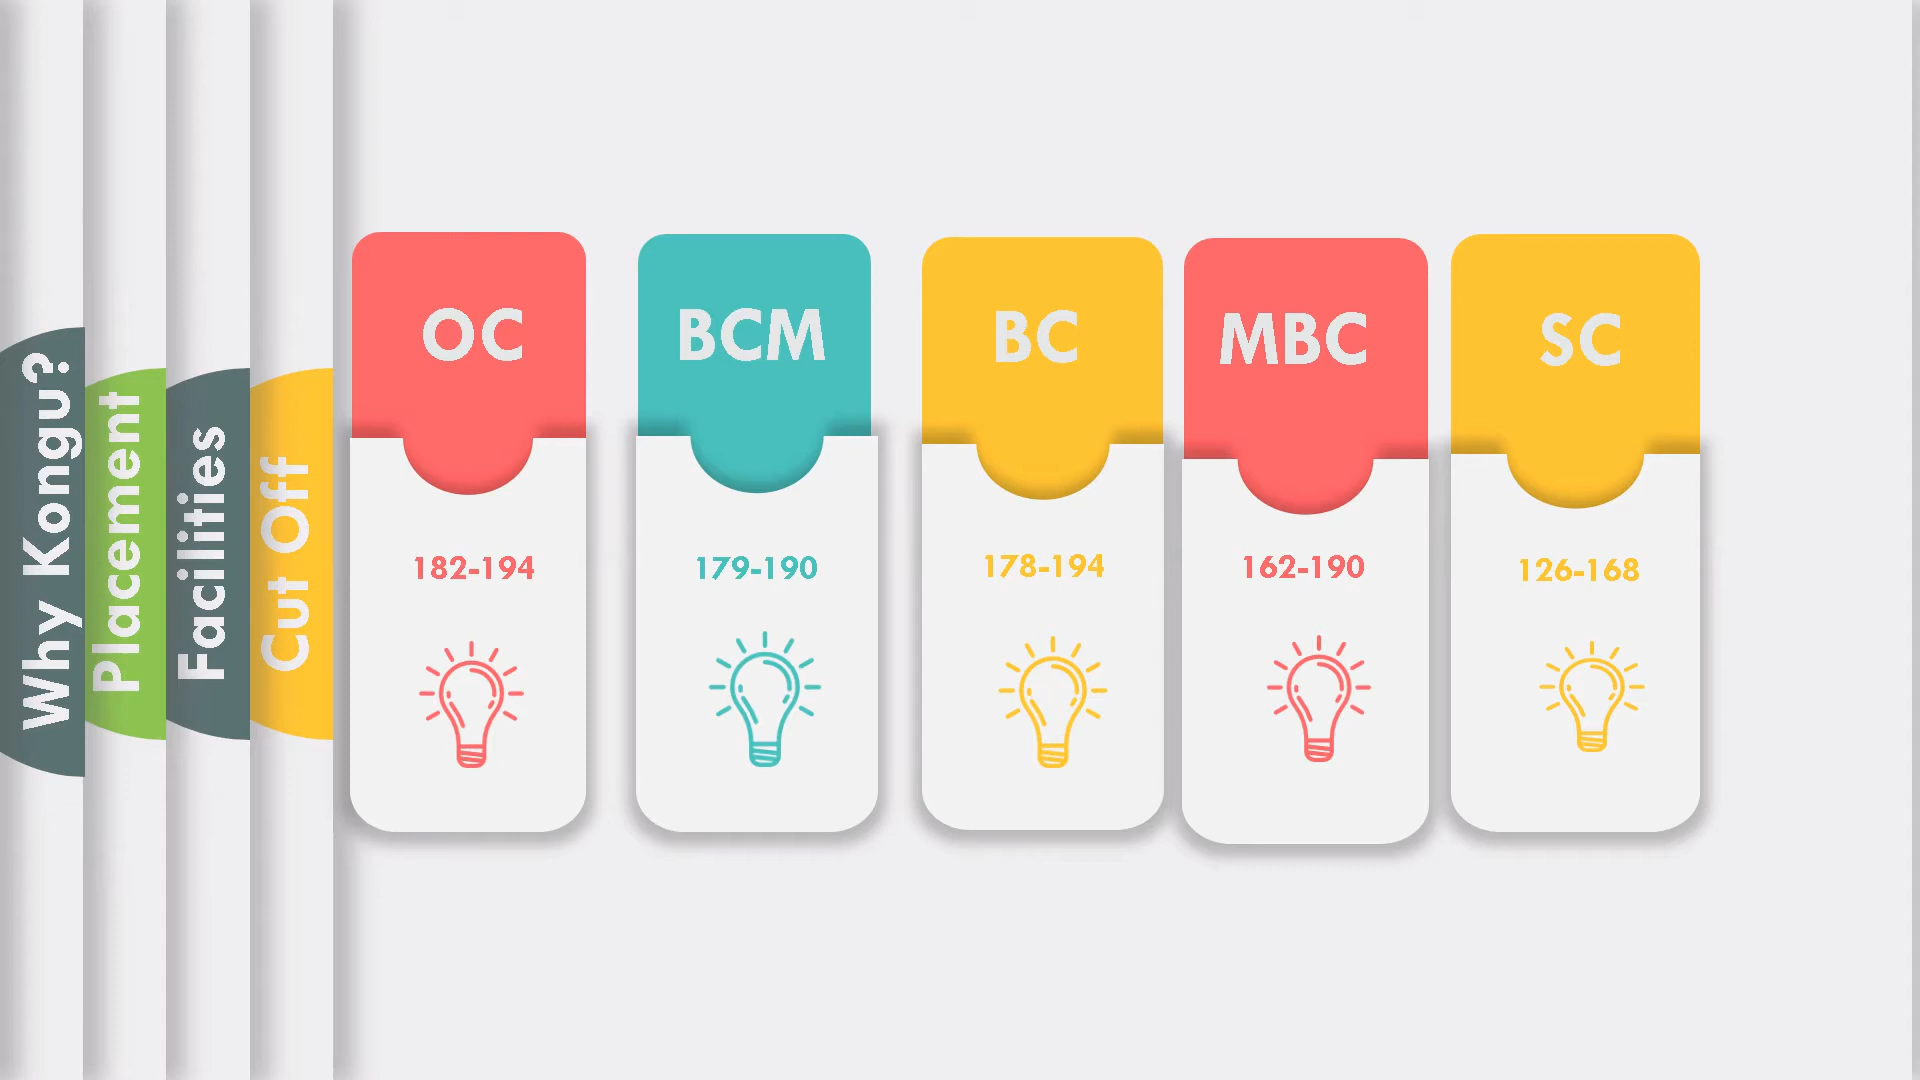 Why Kongu?
Placement
Facilities
Cut Off
OC
BCM
BC
MBC
SC
182-194
179-190
178-194
162-190
126-168